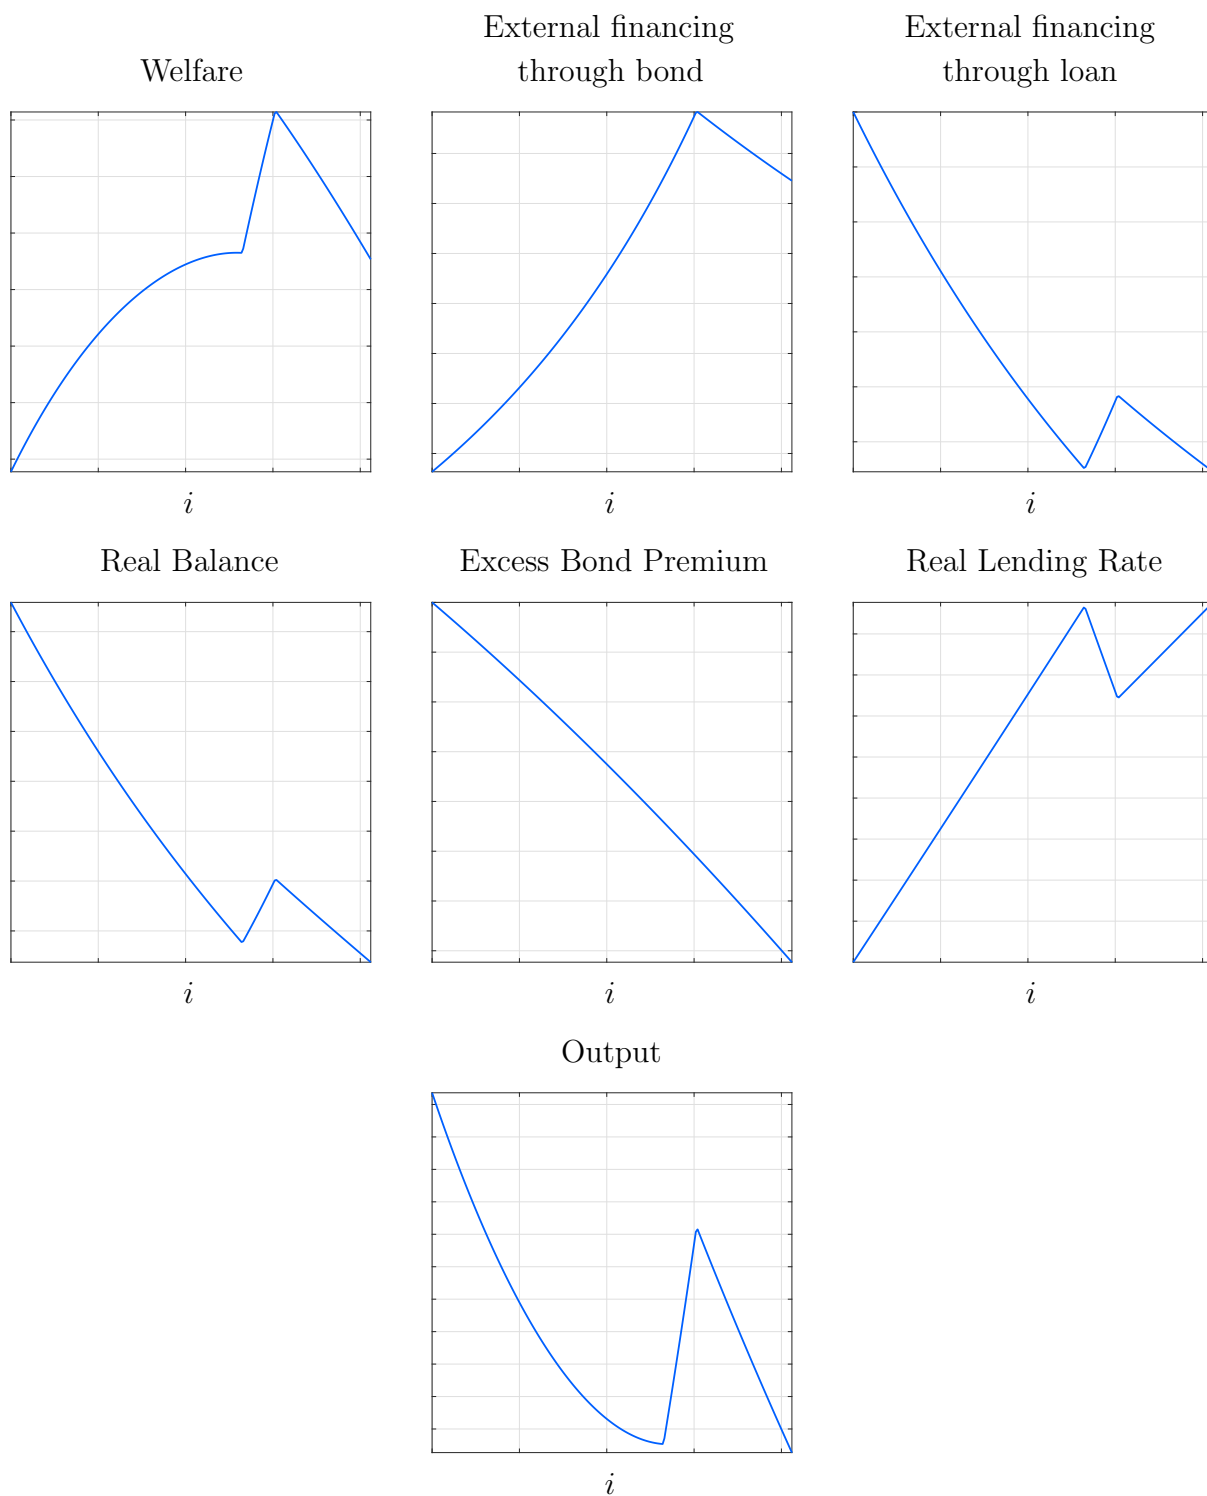 Welfare
External financing
through bond
External financing
through loan
i
i
i
Real Balance
Excess Bond Premium
Real Lending Rate
i
i
i
Output
i